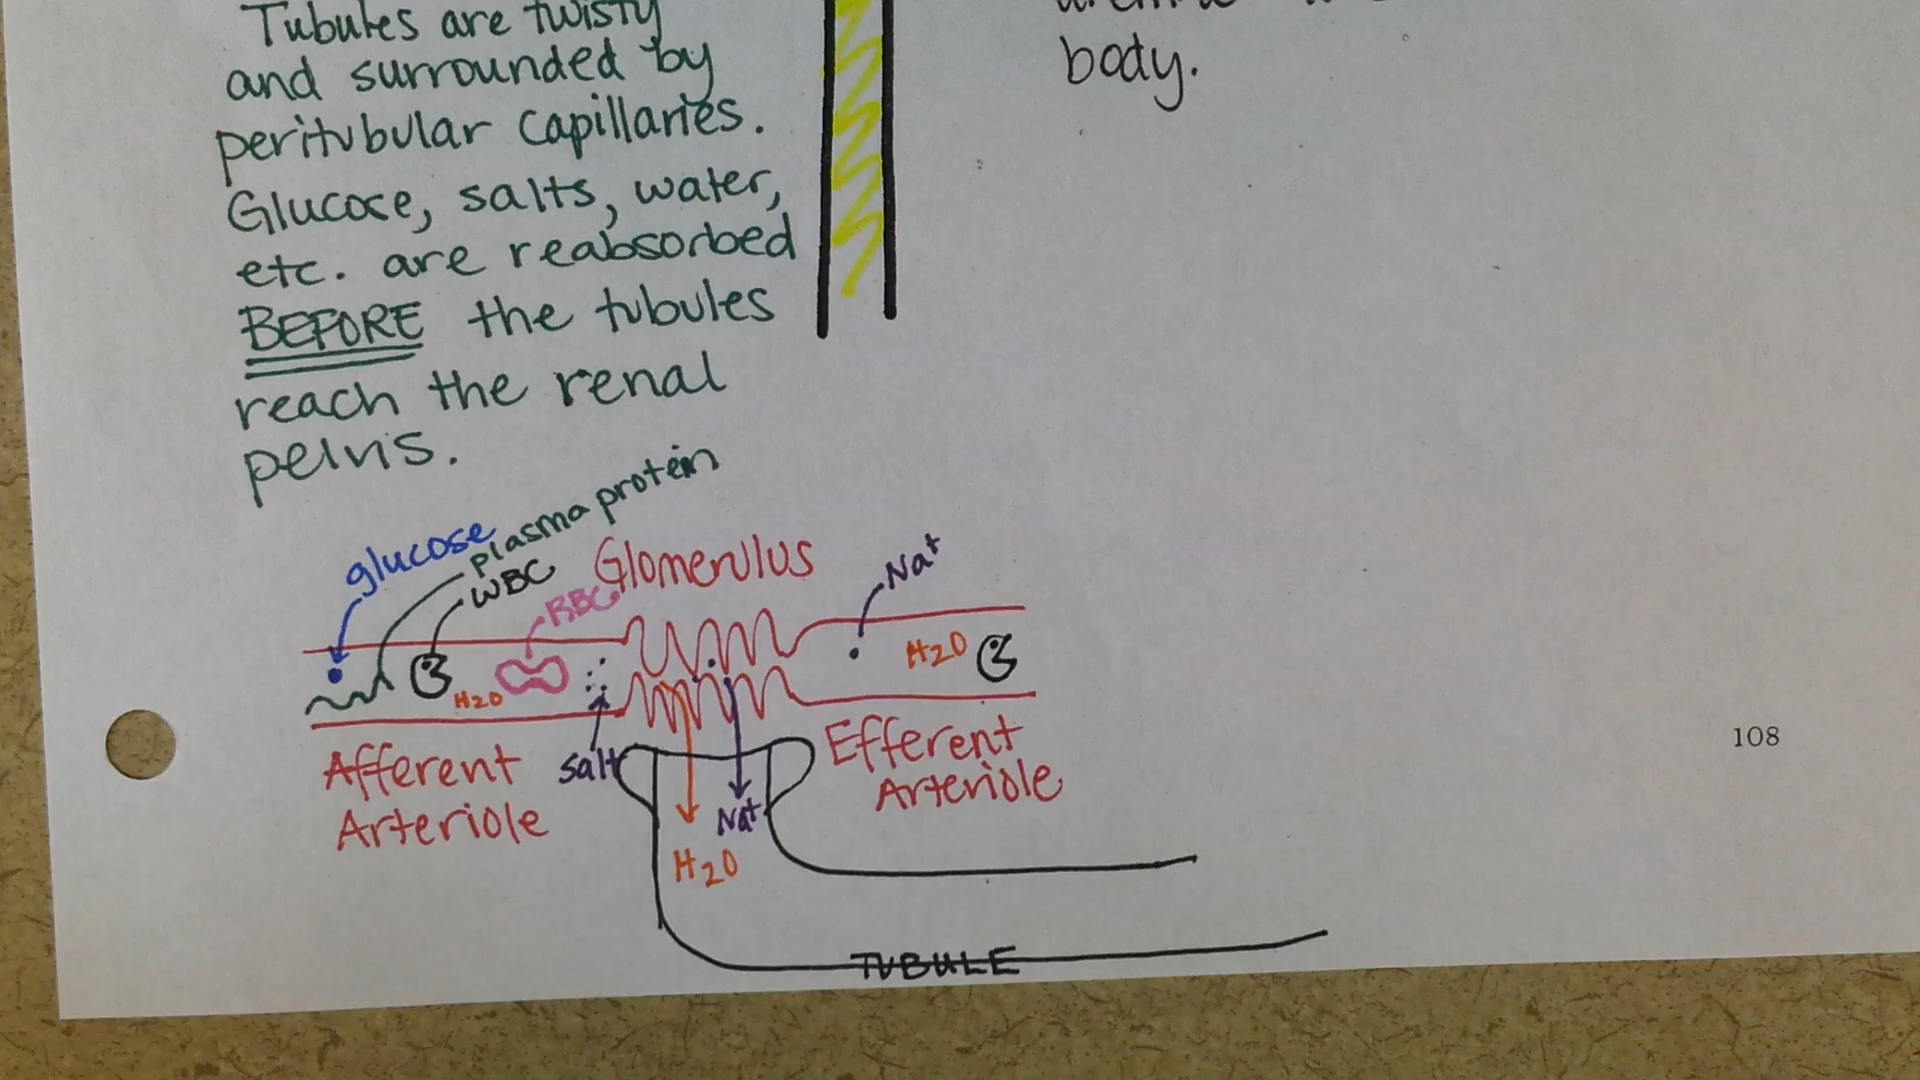 Tubules are twisty
and surrounded by
peritubular capillaries.
Glucose, salts, water,
etc. are reabsorbed
BEFORE the tubules
reach the renal
pelvis.
body.
glucose
plasma protein
WBC
RBC
Glomerulus
Na+
H2O
H2O
salt
Afferent
Arteriole
Efferent
Arteriole
Na+
H2O
TUBULE
108